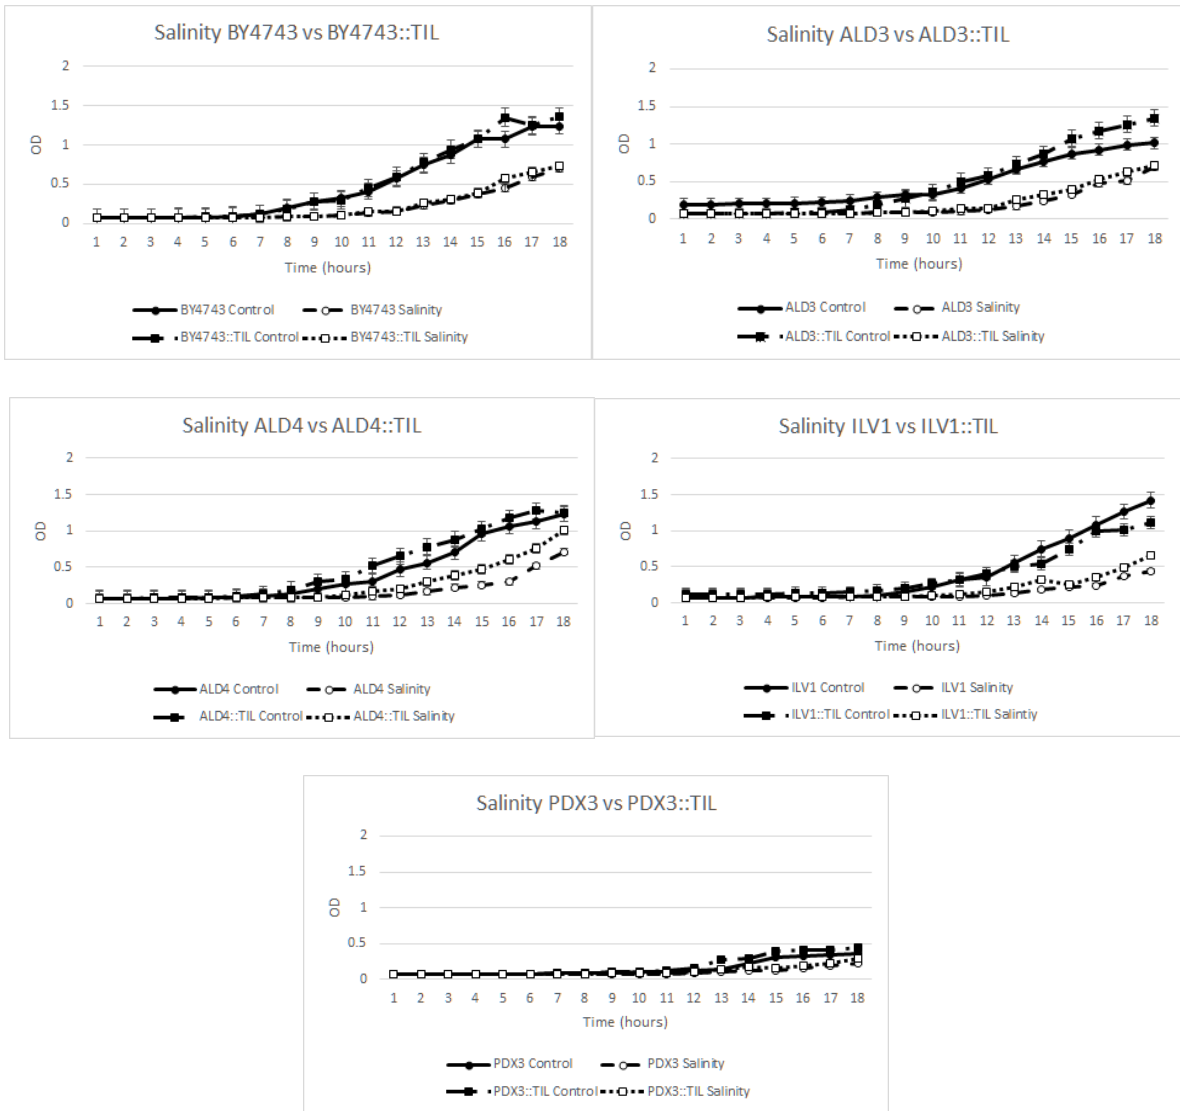 Salinity BY4743 vs BY4743::TIL
2
1.5
1
0.5
0
OD
1 2 3 4 5 6 7 8 9 10 11 12 13 14 15 16 17 18
Time (hours)
BY4743 Control BY4743 Salinity
BY4743::TIL Control BY4743::TIL Salinity
Salinity ALD3 vs ALD3::TIL
2
1.5
1
0.5
0
OD
1 2 3 4 5 6 7 8 9 10 11 12 13 14 15 16 17 18
Time (hours)
ALD3 Control ALD3 Salinity
ALD3::TIL Control ALD3::TIL Salinity
Salinity ALD4 vs ALD4::TIL
2
1.5
1
0.5
0
OD
1 2 3 4 5 6 7 8 9 10 11 12 13 14 15 16 17 18
Time (hours)
ALD4 Control ALD4 Salinity
ALD4::TIL Control ALD4::TIL Salinity
Salinity ILV1 vs ILV1::TIL
2
1.5
1
0.5
0
OD
1 2 3 4 5 6 7 8 9 10 11 12 13 14 15 16 17 18
Time (hours)
ILV1 Control ILV1 Salinity
ILV1::TIL Control ILV1::TIL Salintiy
Salinity PDX3 vs PDX3::TIL
2
1.5
1
0.5
0
OD
1 2 3 4 5 6 7 8 9 10 11 12 13 14 15 16 17 18
Time (hours)
PDX3 Control PDX3 Salinity
PDX3::TIL Control PDX3::TIL Salinity